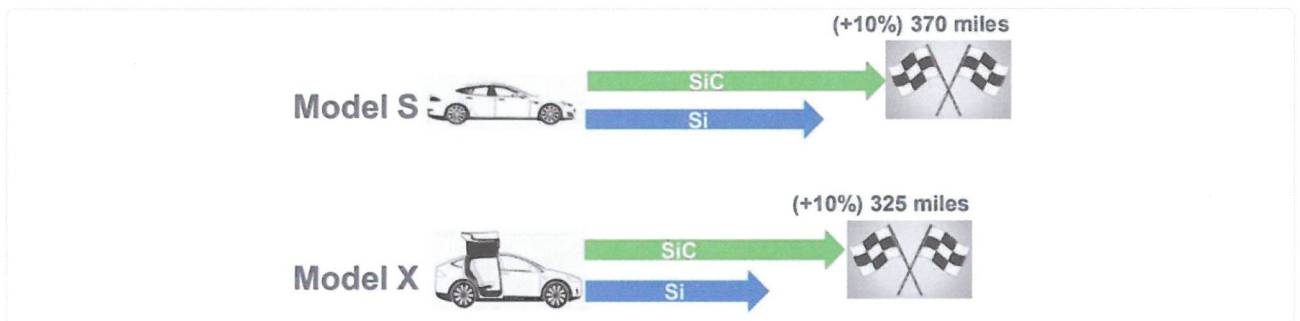 (+10%) 370 miles
SiC
Model S
Si
(+10%) 325 miles
SiC
Model X
Si